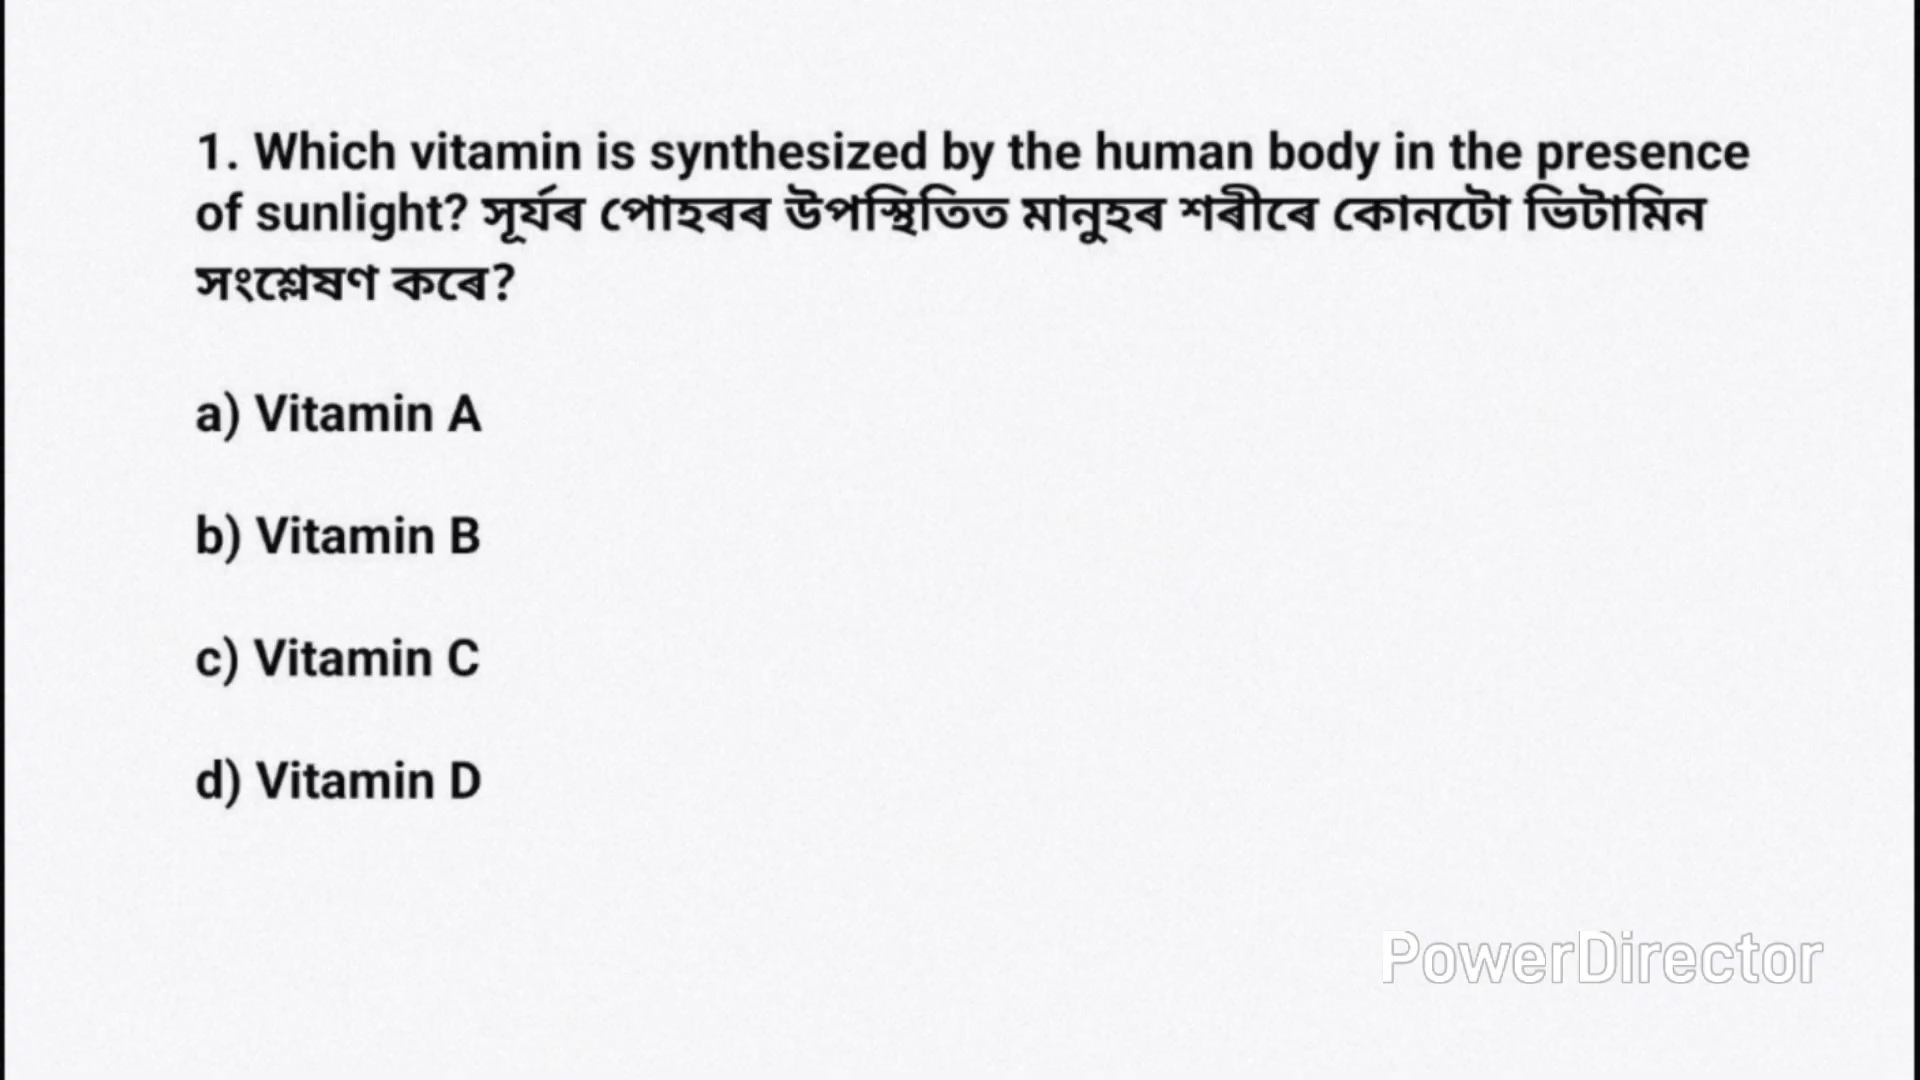 1. Which vitamin is synthesized by the human body in the presence
of sunlight? সূৰ্যৰ পোহৰৰ উপস্থিতিত মানুহৰ শৰীৰে কোনটো ভিটামিন
সংশ্লেষণ কৰে?
a) Vitamin A
b) Vitamin B
c) Vitamin C
d) Vitamin D
PowerDirector